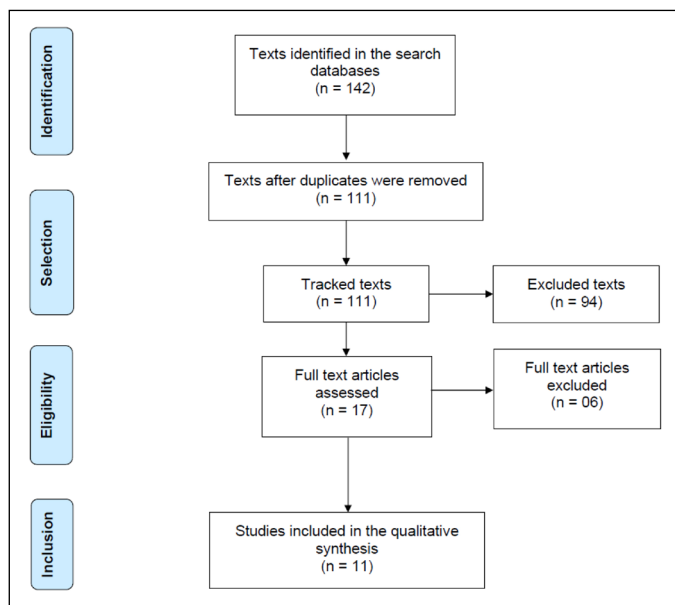 Identification
Texts identified in the search
databases
(n = 142)
Texts after duplicates were removed
(n = 111)
Selection
Tracked texts
(n = 111)
Excluded texts
(n = 94)
Eligibility
Full text articles
assessed
(n = 17)
Full text articles
excluded
(n = 06)
Inclusion
Studies included in the qualitative
synthesis
(n = 11)